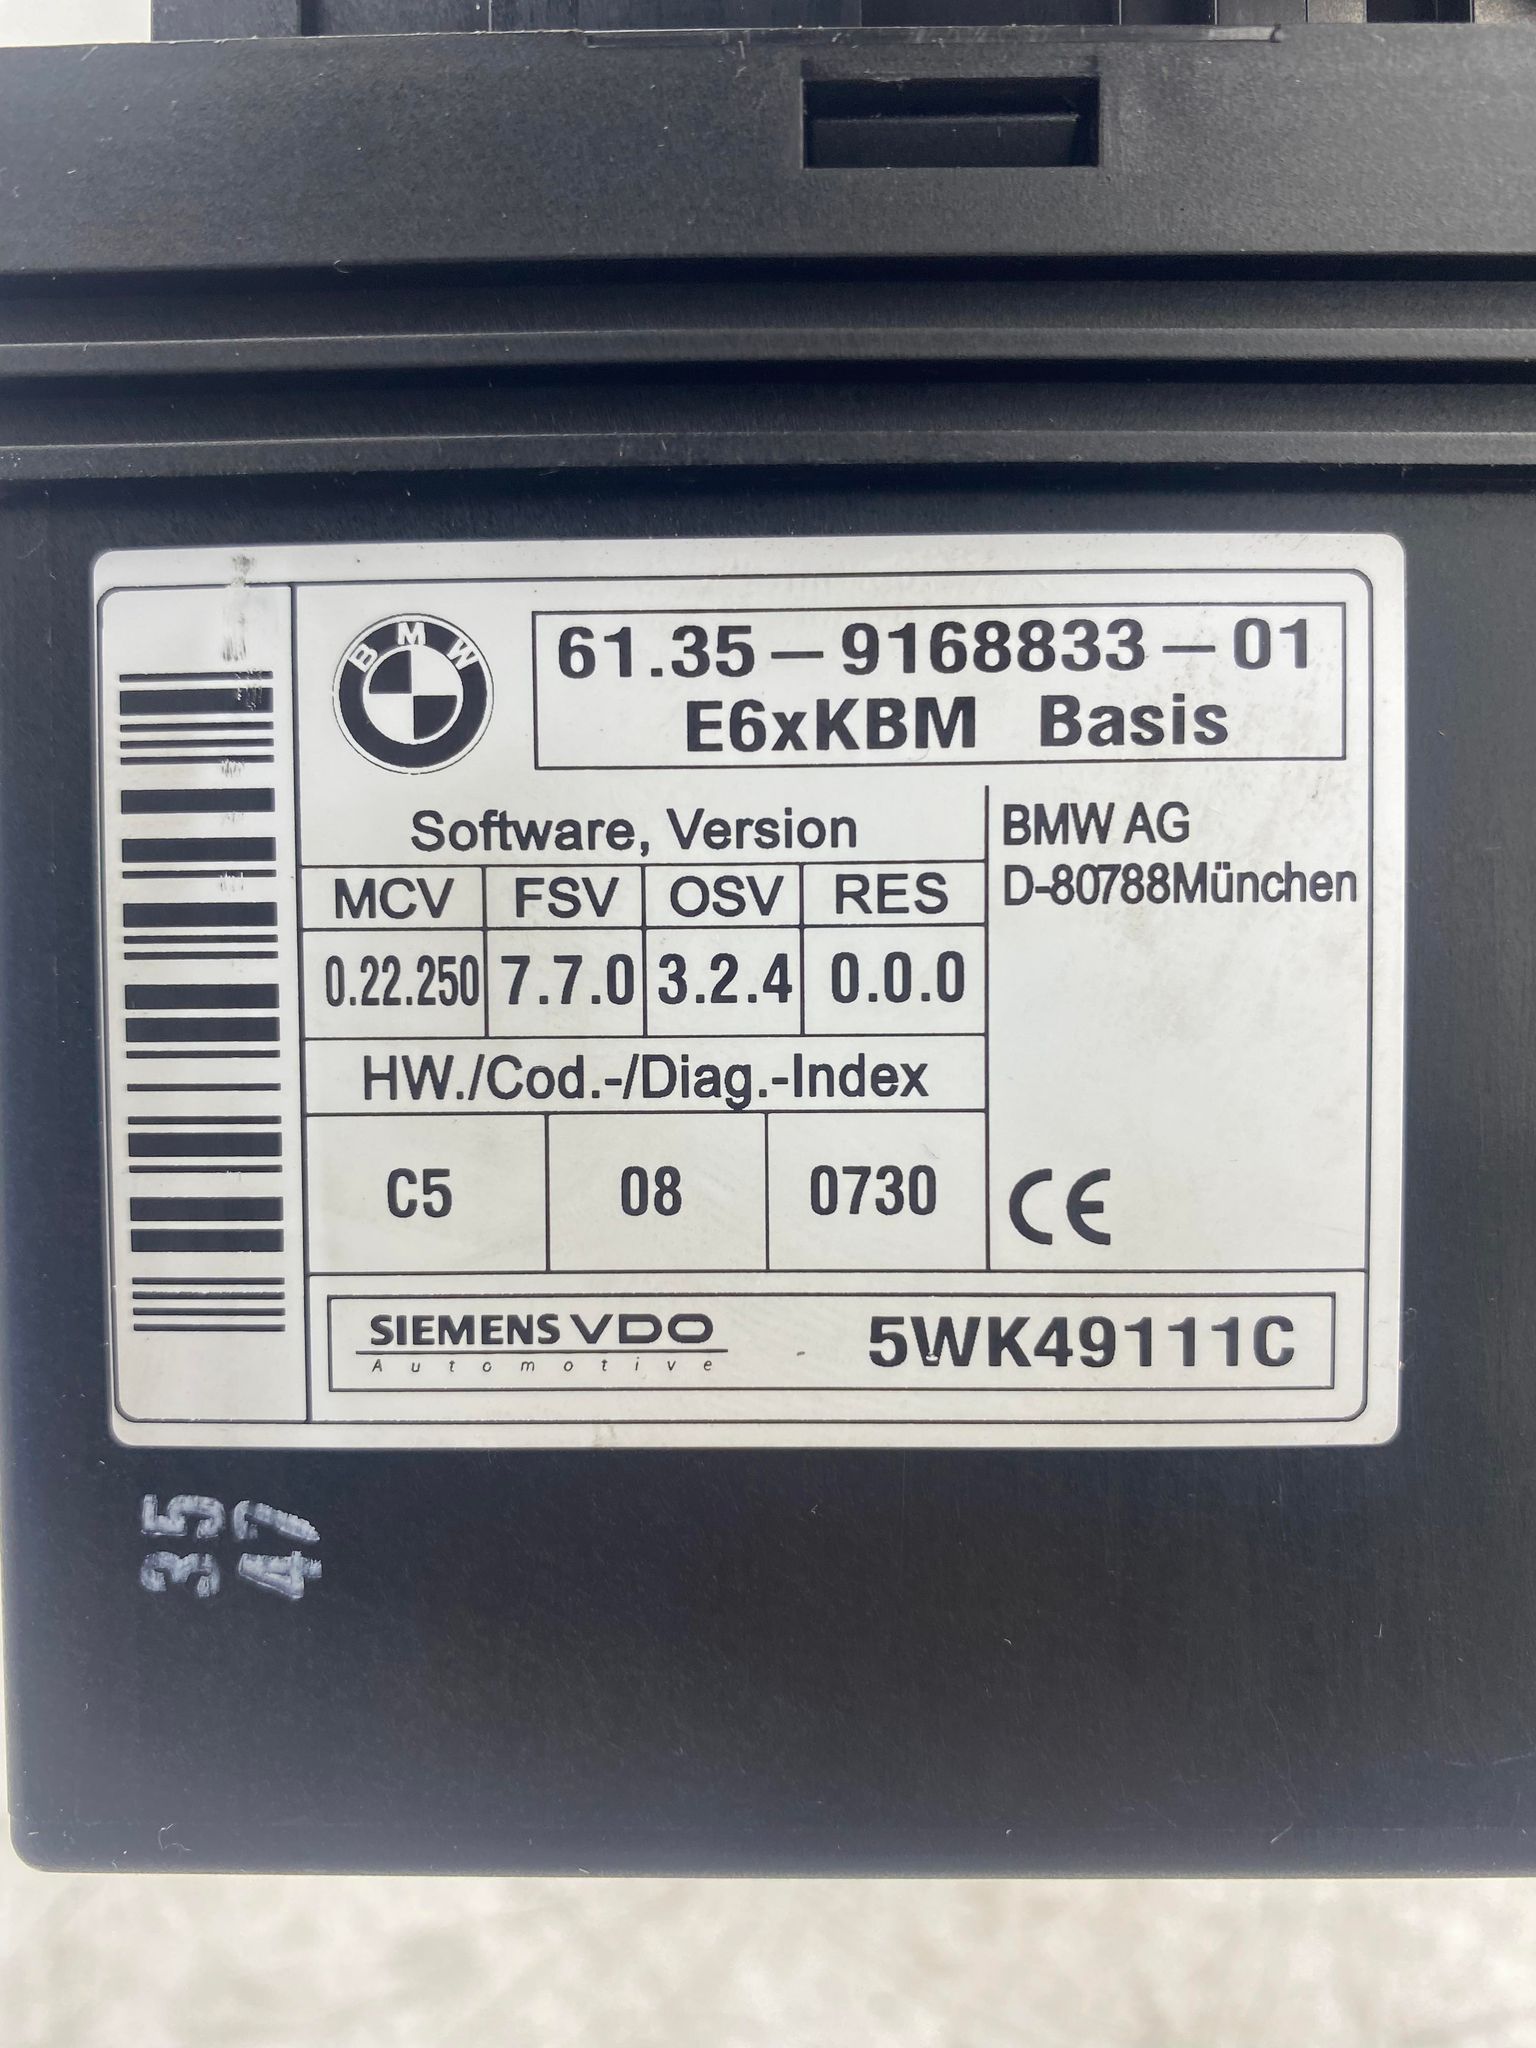 BMW
61.35-9168833-01
E6xKBM Basis
Software, Version
MCV FSV OSV RES
0.22.250 7.7.0 3.2.4 0.0.0
HW./Cod.-/Diag.-Index
C5 08 0730
BMW AG
D-80788München
CE
SIEMENS VDO
Automotive
5WK49111C
35
47